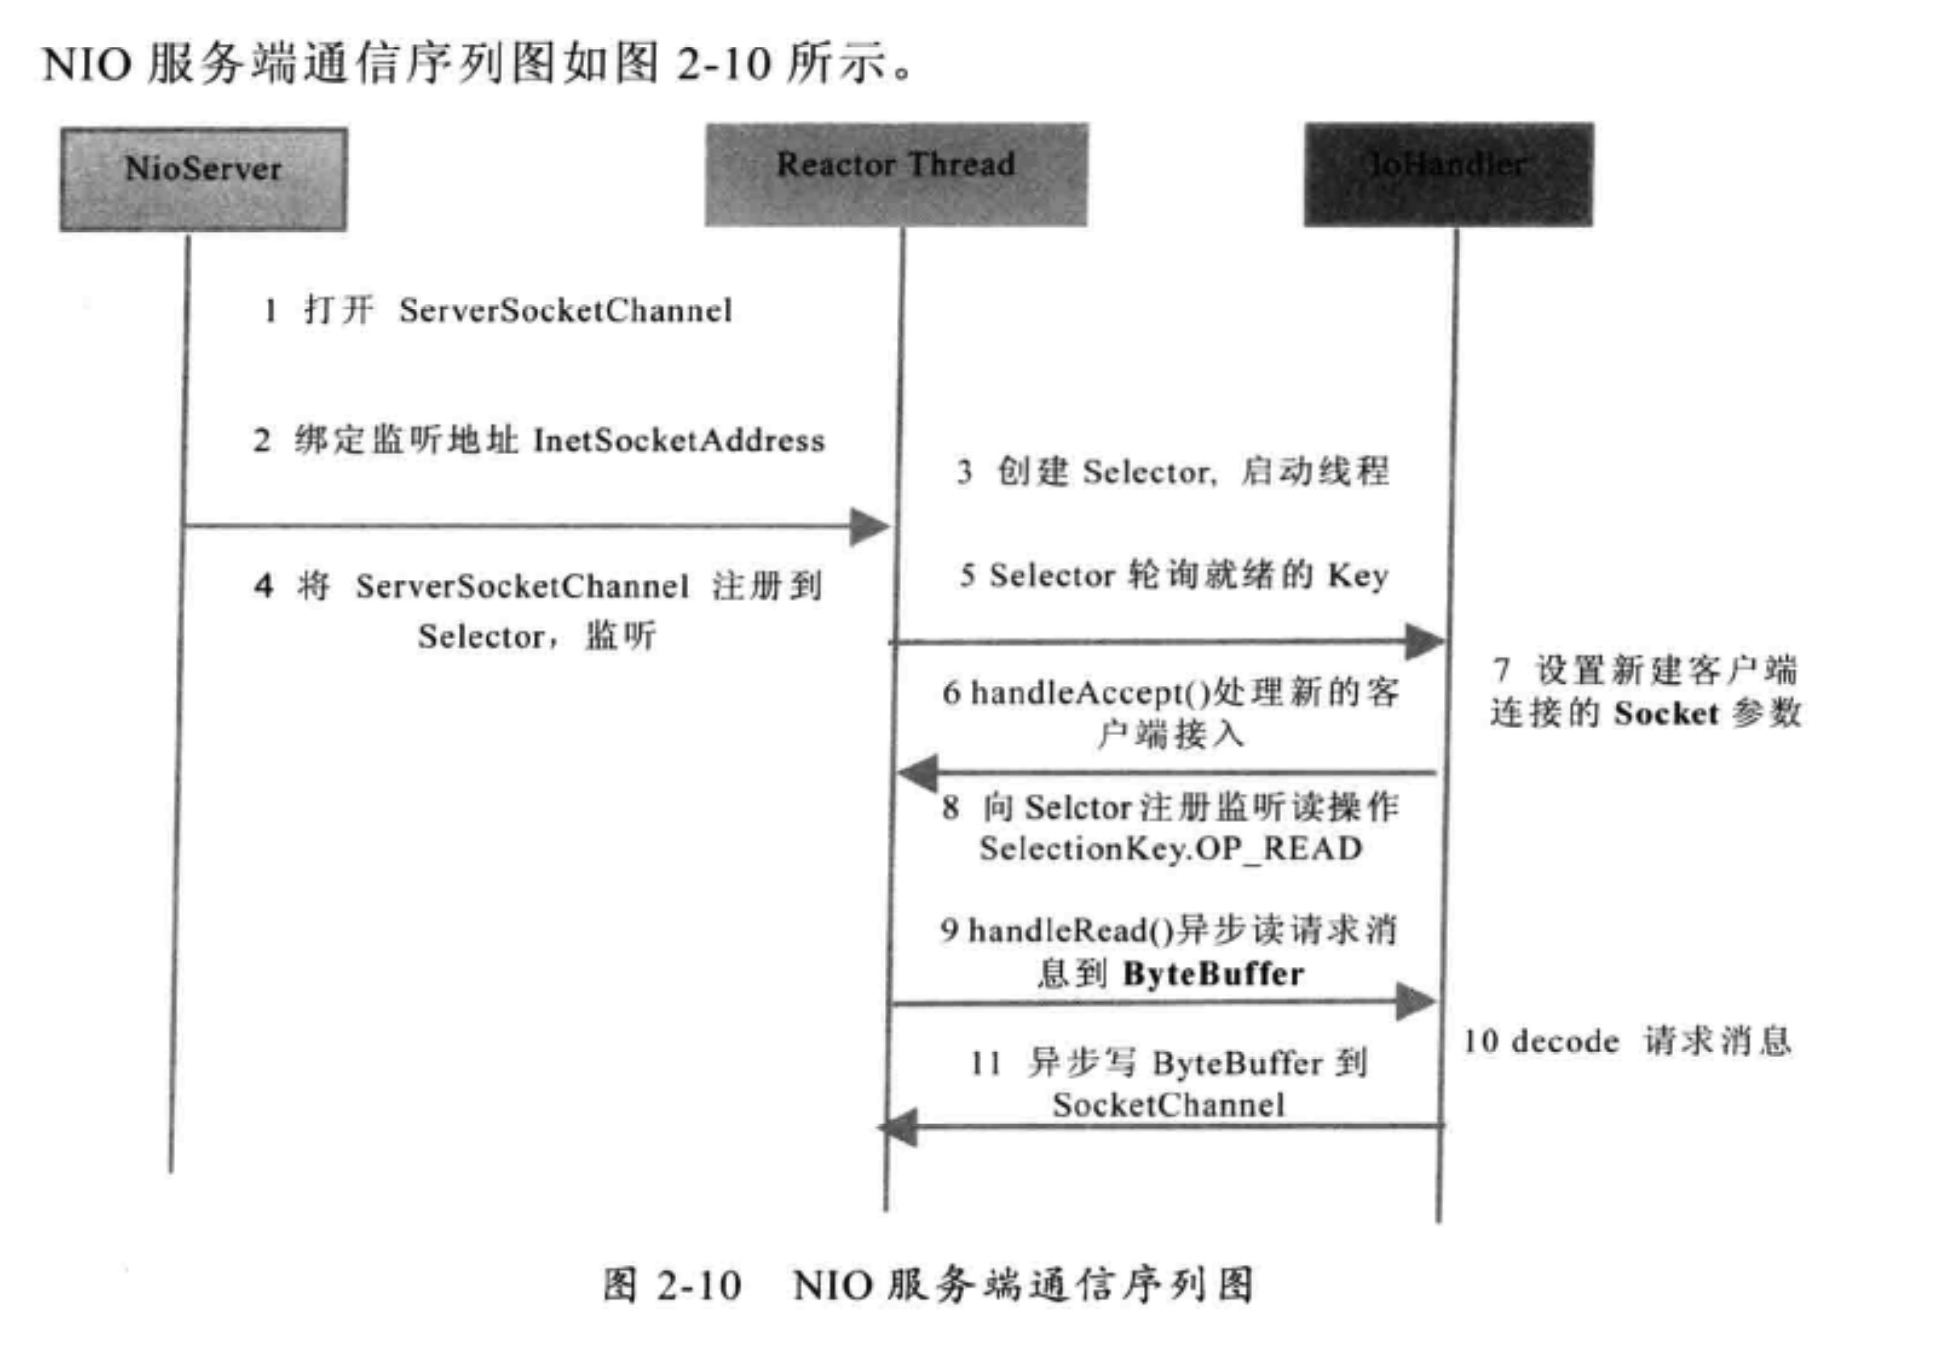 NIO 服务端通信序列图如图 2-10 所示。
NioServer
Reactor Thread
IoHandler
1 打开 ServerSocketChannel
2 绑定监听地址 InetSocketAddress
3 创建 Selector, 启动线程
4 将 ServerSocketChannel 注册到
Selector，监听
5 Selector 轮询就绪的 Key
6 handleAccept()处理新的客
户端接入
7 设置新建客户端
连接的 Socket 参数
8 向 Selctor 注册监听读操作
SelectionKey.OP_READ
9 handleRead()异步读请求消
息到 ByteBuffer
10 decode 请求消息
11 异步写 ByteBuffer 到
SocketChannel
图 2-10 NIO 服务端通信序列图